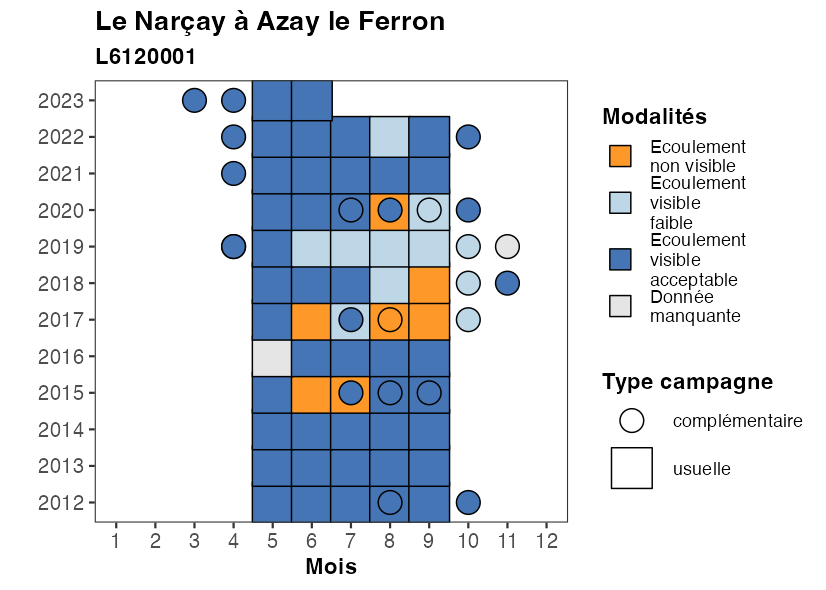 Le Narçay à Azay le Ferron
L6120001
2023
2022
2021
2020
2019
2018
2017
2016
2015
2014
2013
2012
1 2 3 4 5 6 7 8 9 10 11 12
Mois
Modalités
Ecoulement
non visible
Ecoulement
visible
faible
Ecoulement
visible
acceptable
Donnée
manquante
Type campagne
complémentaire
usuelle